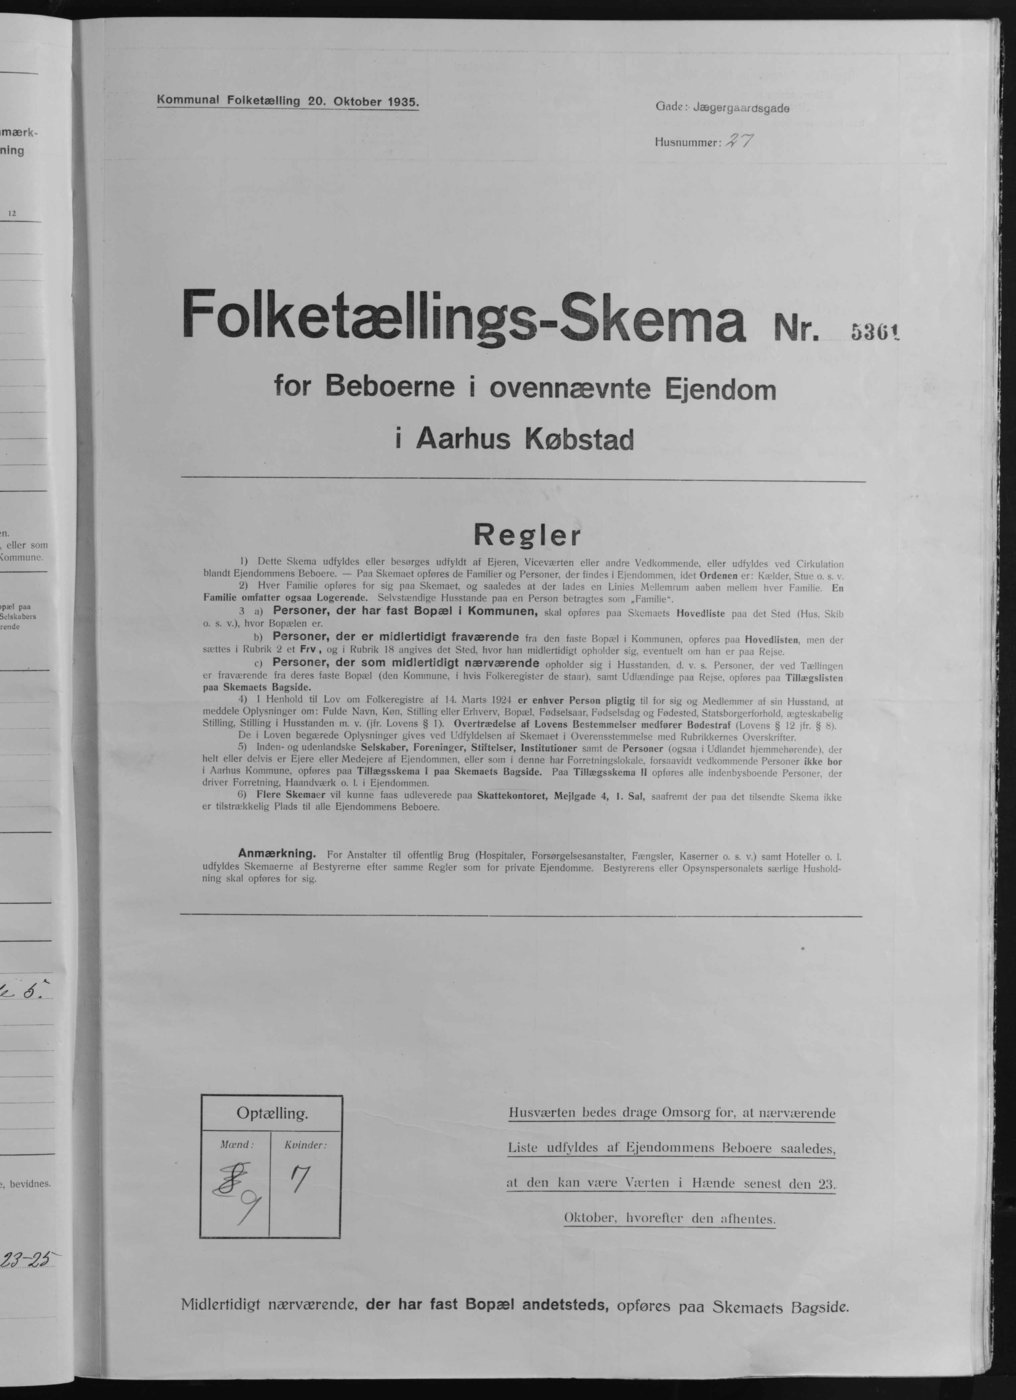 Kommunal Folketælling 20. Oktober 1935.
Gade: Jægergaardsgade
Husnummer: 27
Folketællings-Skema Nr. 5361
for Beboerne i ovennævnte Ejendom
i Aarhus Købstad
Regler
1) Dette Skema udfyldes eller besørges udfyldt af Ejeren, Viceværten eller andre Vedkommende, eller udfyldes ved Cirkulation
blandt Ejendommens Beboere. — Paa Skemaet opføres de Familier og Personer, der findes i Ejendommen, idet Ordenen er: Kælder, Stue o. s. v.
2) Hver Familie opføres for sig paa Skemaet, og saaledes at der lades en Linies Mellemrum aaben mellem hver Familie. En
Familie omfatter ogsaa Logerende. Selvstændige Husstande paa en Person betragtes som „Familie".
3 a) Personer, der har fast Bopæl i Kommunen, skal opføres paa Skemaets Hovedliste paa det Sted (Hus, Skib
o. s. v.), hvor Bopælen er.
b) Personer, der er midlertidigt fraværende fra den faste Bopæl i Kommunen, opføres paa Hovedlisten, men der
sættes i Rubrik 2 et Frv., og i Rubrik 18 angives det Sted, hvor han midlertidigt opholder sig, eventuelt om han er paa Rejse.
c) Personer, der som midlertidigt nærværende opholder sig i Husstanden, d. v. s. Personer, der ved Tællingen
er fraværende fra deres faste Bopæl (den Kommune, i hvis Folkeregister de staar), samt Udlændinge paa Rejse, opføres paa Tillægslisten
paa Skemaets Bagside.
4) I Henhold til Lov om Folkeregistre af 14. Marts 1924 er enhver Person pligtig til for sig og Medlemmer af sin Husstand, at
meddele Oplysninger om: Fulde Navn, Køn, Stilling eller Erhverv, Bopæl, Fødselsaar, Fødselsdag og Fødested, Statsborgerforhold, ægteskabelig
Stilling, Stilling i Husstanden m. v. (jfr. Lovens § 1). Overtrædelse af Lovens Bestemmelser medfører Bødestraf (Lovens § 12 jfr. § 8).
De i Loven begærede Oplysninger gives ved Udfyldelsen af Skemaet i Overensstemmelse med Rubrikkernes Overskrifter.
5) Inden- og udenlandske Selskaber, Foreninger, Stiftelser, Institutioner samt de Personer (ogsaa i Udlandet hjemmehørende), der
helt eller delvis er Ejere eller Medejere af Ejendommen, eller som i denne har Forretningslokale, forsaavidt vedkommende Personer ikke bor
i Aarhus Kommune, opføres paa Tillægsskema I paa Skemaets Bagside. Paa Tillægsskema II opføres alle indenbysboende Personer, der
driver Forretning, Haandværk o. l. i Ejendommen.
6) Flere Skemaer vil kunne faas udleverede paa Skattekontoret, Mejlgade 4, 1. Sal, saafremt der paa det tilsendte Skema ikke
er tilstrækkelig Plads til alle Ejendommens Beboere.
Anmærkning. For Anstalter til offentlig Brug (Hospitaler, Forsørgelsesanstalter, Fængsler, Kaserner o. s. v.) samt Hoteller o. l.
udfyldes Skemaerne af Bestyrerne efter samme Regler som for private Ejendomme. Bestyrerens eller Opsynspersonalets særlige Hushold-
ning skal opføres for sig.
Optælling.
Mænd: Kvinder:
9 7
Husværten bedes drage Omsorg for, at nærværende
Liste udfyldes af Ejendommens Beboere saaledes,
at den kan være Værten i Hænde senest den 23.
Oktober, hvorefter den afhentes.
Midlertidigt nærværende, der har fast Bopæl andetsteds, opføres paa Skemaets Bagside.
mærk-
ning
12
en.
, eller som
Kommune.
opæl paa
Selskabers
rende
5.
e, bevidnes.
23-25